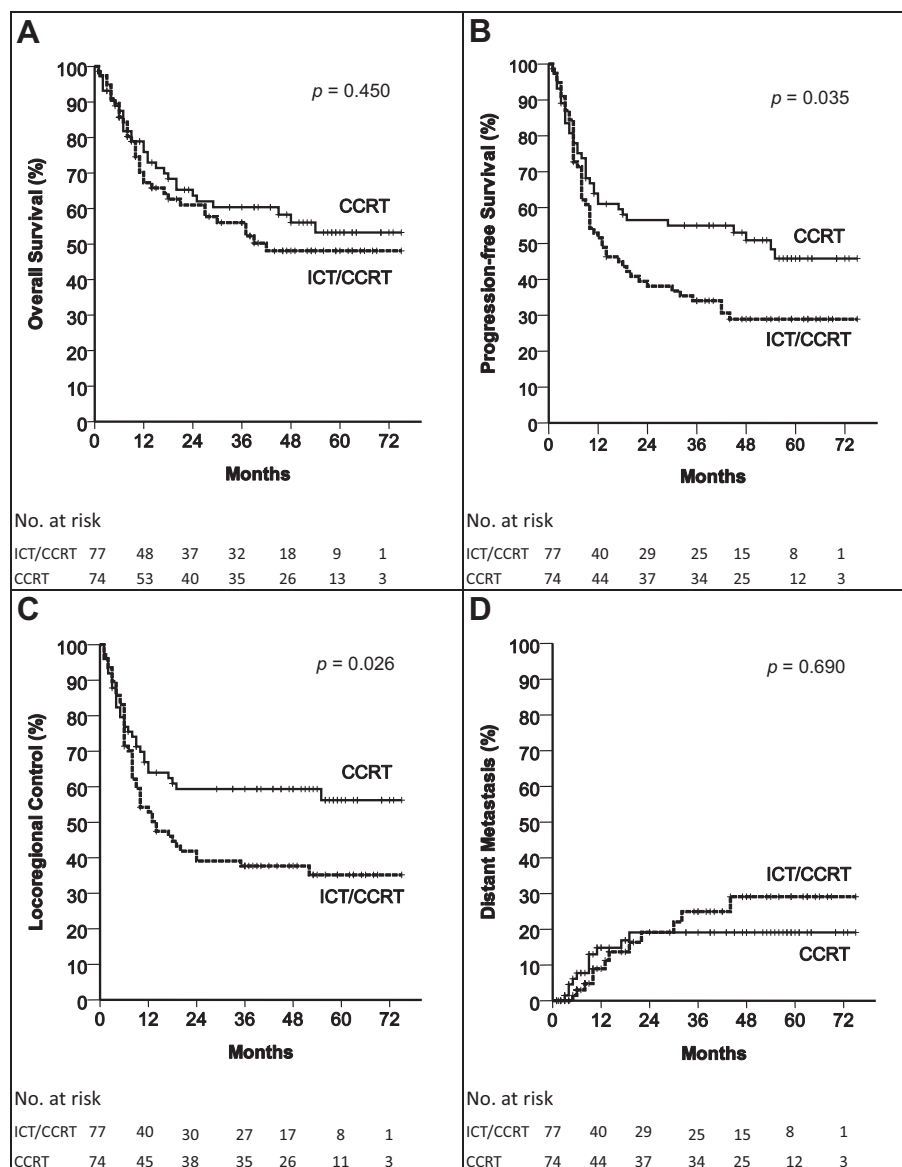 A
100
90
80
70
60
50
40
30
20
10
0
Overall Survival (%)
p = 0.450
CCRT
ICT/CCRT
0 12 24 36 48 60 72
Months
No. at risk
ICT/CCRT 77 48 37 32 18 9 1
CCRT 74 53 40 35 26 13 3
B
100
90
80
70
60
50
40
30
20
10
0
Progression-free Survival (%)
p = 0.035
CCRT
ICT/CCRT
0 12 24 36 48 60 72
Months
No. at risk
ICT/CCRT 77 40 29 25 15 8 1
CCRT 74 44 37 34 25 12 3
C
100
90
80
70
60
50
40
30
20
10
0
Locoregional Control (%)
p = 0.026
CCRT
ICT/CCRT
0 12 24 36 48 60 72
Months
No. at risk
ICT/CCRT 77 40 30 27 17 8 1
CCRT 74 45 38 35 26 11 3
D
100
90
80
70
60
50
40
30
20
10
0
Distant Metastasis (%)
p = 0.690
ICT/CCRT
CCRT
0 12 24 36 48 60 72
Months
No. at risk
ICT/CCRT 77 40 29 25 15 8 1
CCRT 74 44 37 34 25 12 3